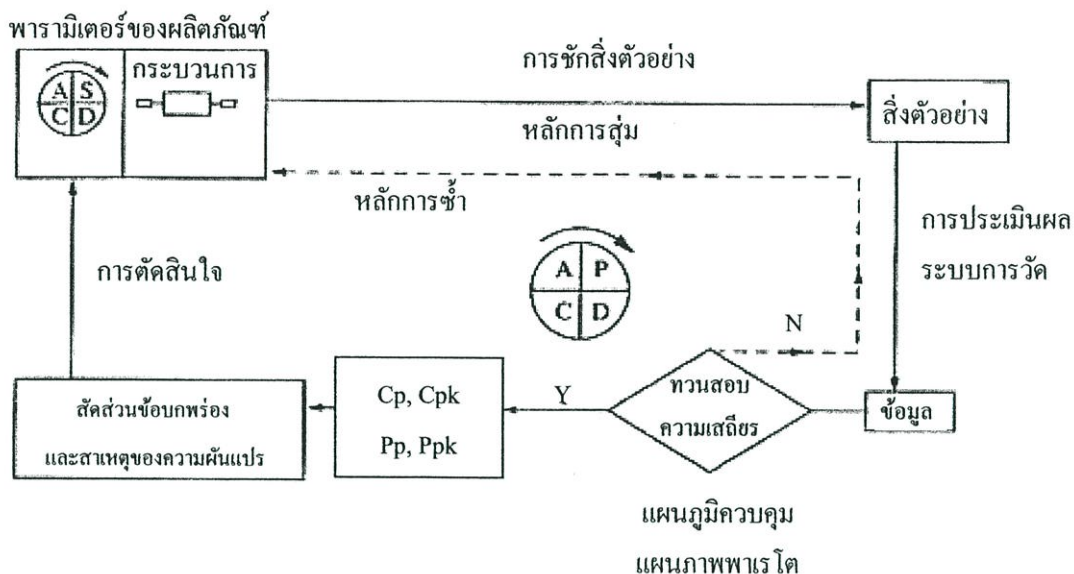 พารามิเตอร์ของผลิตภัณฑ์
กระบวนการ
A S
C D
การชักสิ่งตัวอย่าง
หลักการสุ่ม
สิ่งตัวอย่าง
หลักการซ้ำ
การประเมินผล
ระบบการวัด
การตัดสินใจ
A P
C D
N
Y
ทวนสอบ
ความเสถียร
ข้อมูล
Cp, Cpk
Pp, Ppk
สัดส่วนข้อบกพร่อง
และสาเหตุของความผันแปร
แผนภูมิควบคุม
แผนภาพพาเรโต